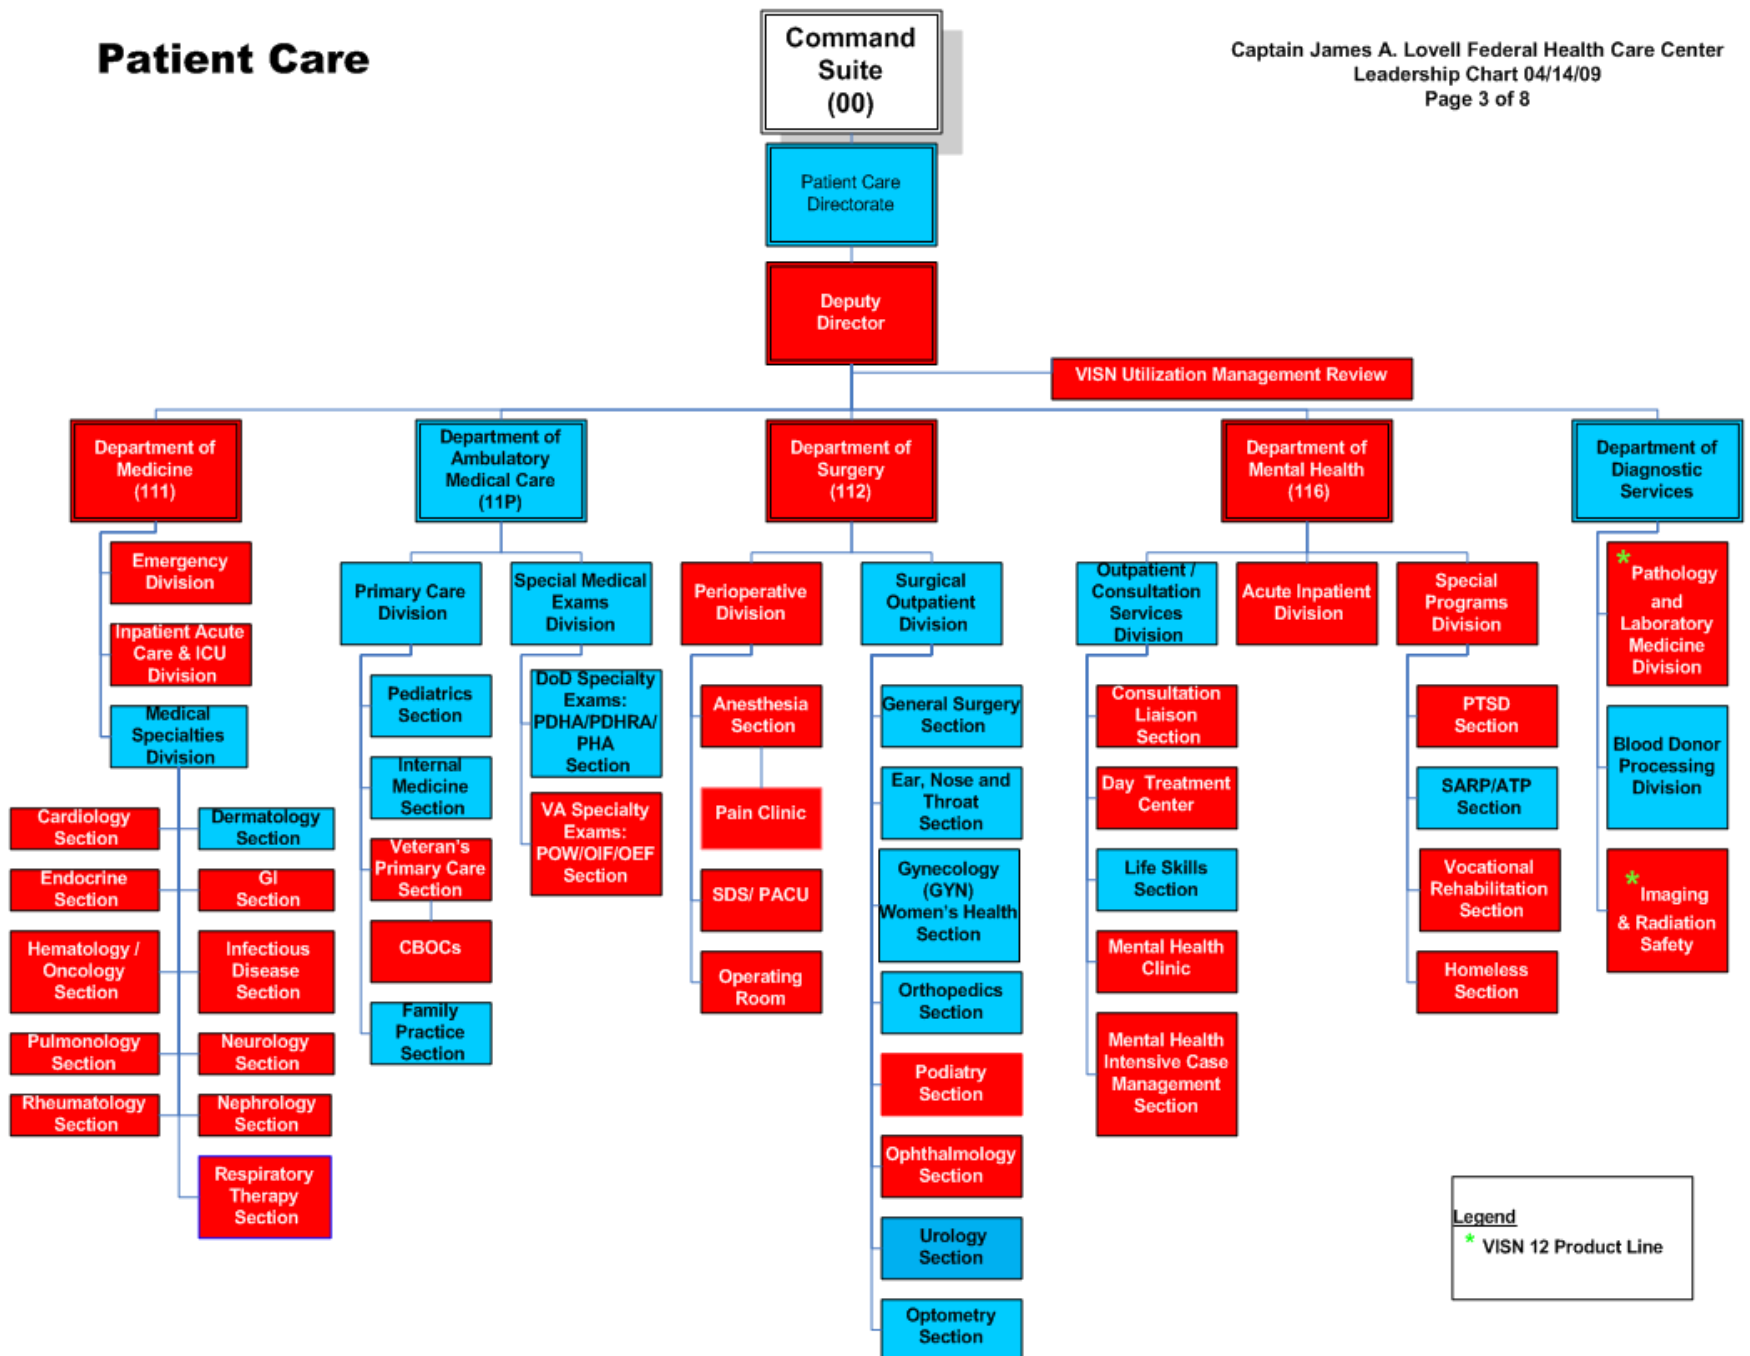 Patient Care
Command
Suite
(00)
Captain James A. Lovell Federal Health Care Center
Leadership Chart 04/14/09
Page 3 of 8
Patient Care
Directorate
Deputy
Director
VISN Utilization Management Review
Department of
Medicine
(111)
Department of
Ambulatory
Medical Care
(11P)
Department of
Surgery
(112)
Department of
Mental Health
(116)
Department of
Diagnostic
Services
Emergency
Division
Inpatient Acute
Care & ICU
Division
Medical
Specialties
Division
Cardiology
Section
Dermatology
Section
Endocrine
Section
GI
Section
Hematology /
Oncology
Section
Infectious
Disease
Section
Pulmonology
Section
Neurology
Section
Rheumatology
Section
Nephrology
Section
Respiratory
Therapy
Section
Primary Care
Division
Special Medical
Exams
Division
Pediatrics
Section
Internal
Medicine
Section
Veteran's
Primary Care
Section
CBOCs
Family
Practice
Section
DoD Specialty
Exams:
PDHA/PDHRA/
PHA
Section
VA Specialty
Exams:
POW/OIF/OEF
Section
Perioperative
Division
Surgical
Outpatient
Division
Anesthesia
Section
Pain Clinic
SDS/ PACU
Operating
Room
General Surgery
Section
Ear, Nose and
Throat
Section
Gynecology
(GYN)
Women's Health
Section
Orthopedics
Section
Podiatry
Section
Ophthalmology
Section
Urology
Section
Optometry
Section
Outpatient /
Consultation
Services
Division
Acute Inpatient
Division
Special
Programs
Division
Consultation
Liaison
Section
Day Treatment
Center
Life Skills
Section
Mental Health
Clinic
Mental Health
Intensive Case
Management
Section
PTSD
Section
SARP/ATP
Section
Vocational
Rehabilitation
Section
Homeless
Section
* Pathology
and
Laboratory
Medicine
Division
Blood Donor
Processing
Division
* Imaging
& Radiation
Safety
Legend
* VISN 12 Product Line